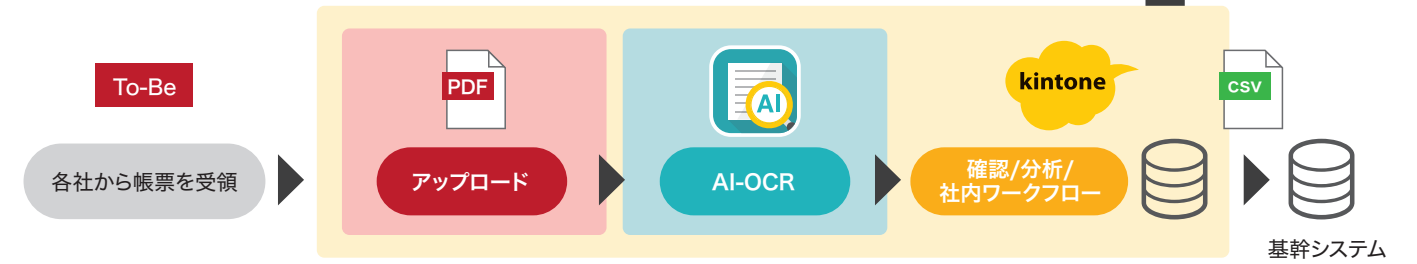 To-Be
PDF
AI
kintone
CSV
各社から帳票を受領
アップロード
AI-OCR
確認/分析/
社内ワークフロー
基幹システム